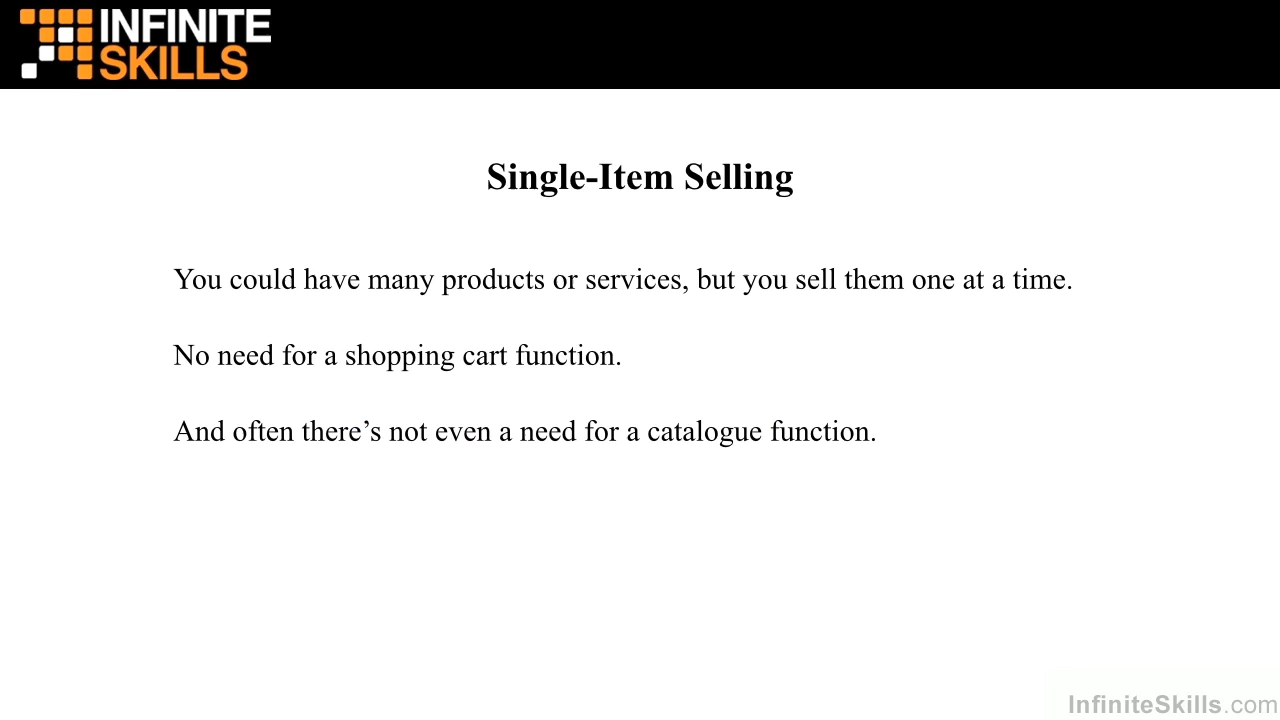 INFINITE
SKILLS
Single-Item Selling
You could have many products or services, but you sell them one at a time.
No need for a shopping cart function.
And often there’s not even a need for a catalogue function.
InfiniteSkills.com